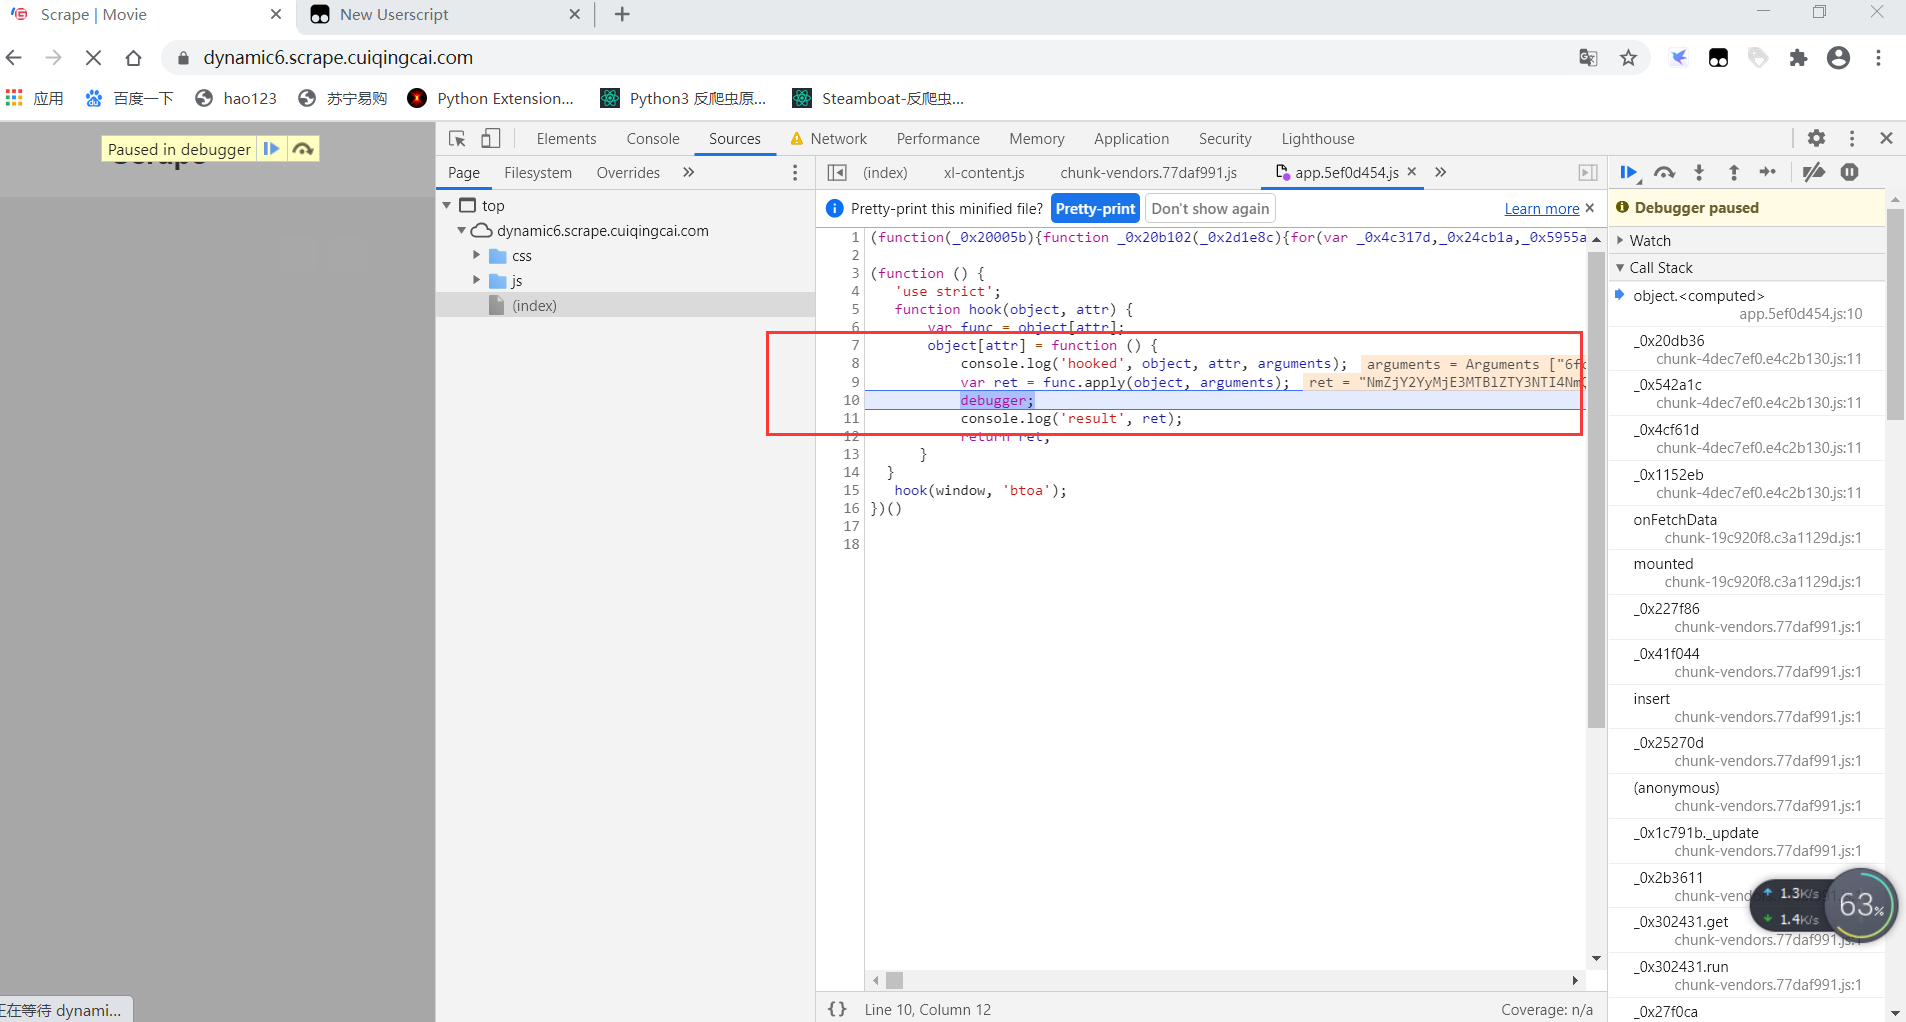 Scrape | Movie
New Userscript
dynamic6.scrape.cuiqingcai.com
应用
百度一下
hao123
苏宁易购
Python Extension...
Python3 反爬虫原...
Steamboat-反爬虫...
Paused in debugger
Elements
Console
Sources
Network
Performance
Memory
Application
Security
Lighthouse
Page
Filesystem
Overrides
»
(index)
xl-content.js
chunk-vendors.77daf991.js
app.5ef0d454.js
»
top
dynamic6.scrape.cuiqingcai.com
css
js
(index)
Pretty-print this minified file?
Pretty-print
Don't show again
Learn more
1 (function(_0x20005b){function _0x20b102(_0x2d1e8c){for(var _0x4c317d,_0x24cb1a,_0x5955a
2
3 (function () {
4 'use strict';
5 function hook(object, attr) {
6 var func = object[attr];
7 object[attr] = function () {
8 console.log('hooked', object, attr, arguments); arguments = Arguments ["6f
9 var ret = func.apply(object, arguments); ret = "NmZjY2YyMjE3MTBlZTY3NTI4Nm
10 debugger;
11 console.log('result', ret);
12 return ret;
13 }
14 }
15 hook(window, 'btoa');
16 })()
17
18
Debugger paused
Watch
Call Stack
object.<computed>
app.5ef0d454.js:10
_0x20db36
chunk-4dec7ef0.e4c2b130.js:11
_0x542a1c
chunk-4dec7ef0.e4c2b130.js:11
_0x4cf61d
chunk-4dec7ef0.e4c2b130.js:11
_0x1152eb
chunk-4dec7ef0.e4c2b130.js:11
onFetchData
chunk-19c920f8.c3a1129d.js:1
mounted
chunk-19c920f8.c3a1129d.js:1
_0x227f86
chunk-vendors.77daf991.js:1
_0x41f044
chunk-vendors.77daf991.js:1
insert
chunk-vendors.77daf991.js:1
_0x25270d
chunk-vendors.77daf991.js:1
(anonymous)
chunk-vendors.77daf991.js:1
_0x1c791b._update
chunk-vendors.77daf991.js:1
_0x2b3611
_0x302431.get
_0x302431.run
chunk-vendors.77daf991.js:1
_0x27f0ca
1.3K/s
1.4K/s
63%
正在等待 dynami...
{} Line 10, Column 12
Coverage: n/a